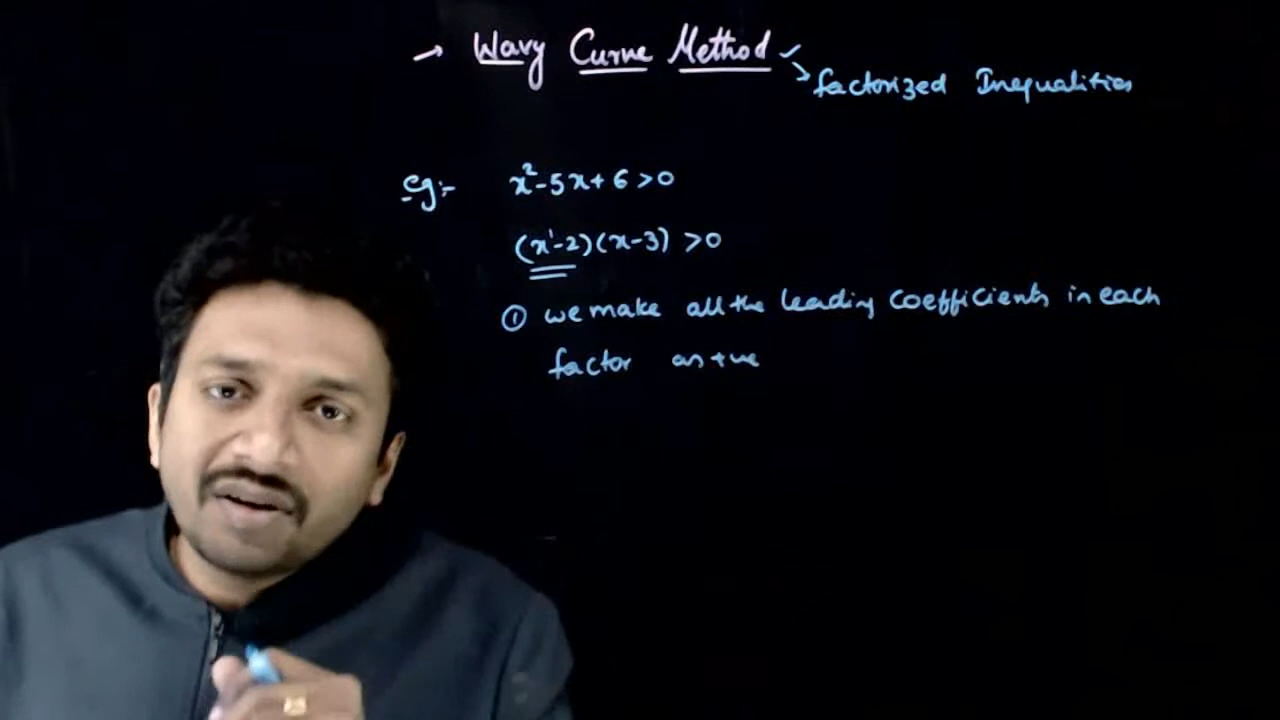 → Wavy Curve Method
factorized Inequalities
eg:- x²-5x+6>0
(x-2)(x-3) >0
① we make all the leading coefficients in each
factor as +ve